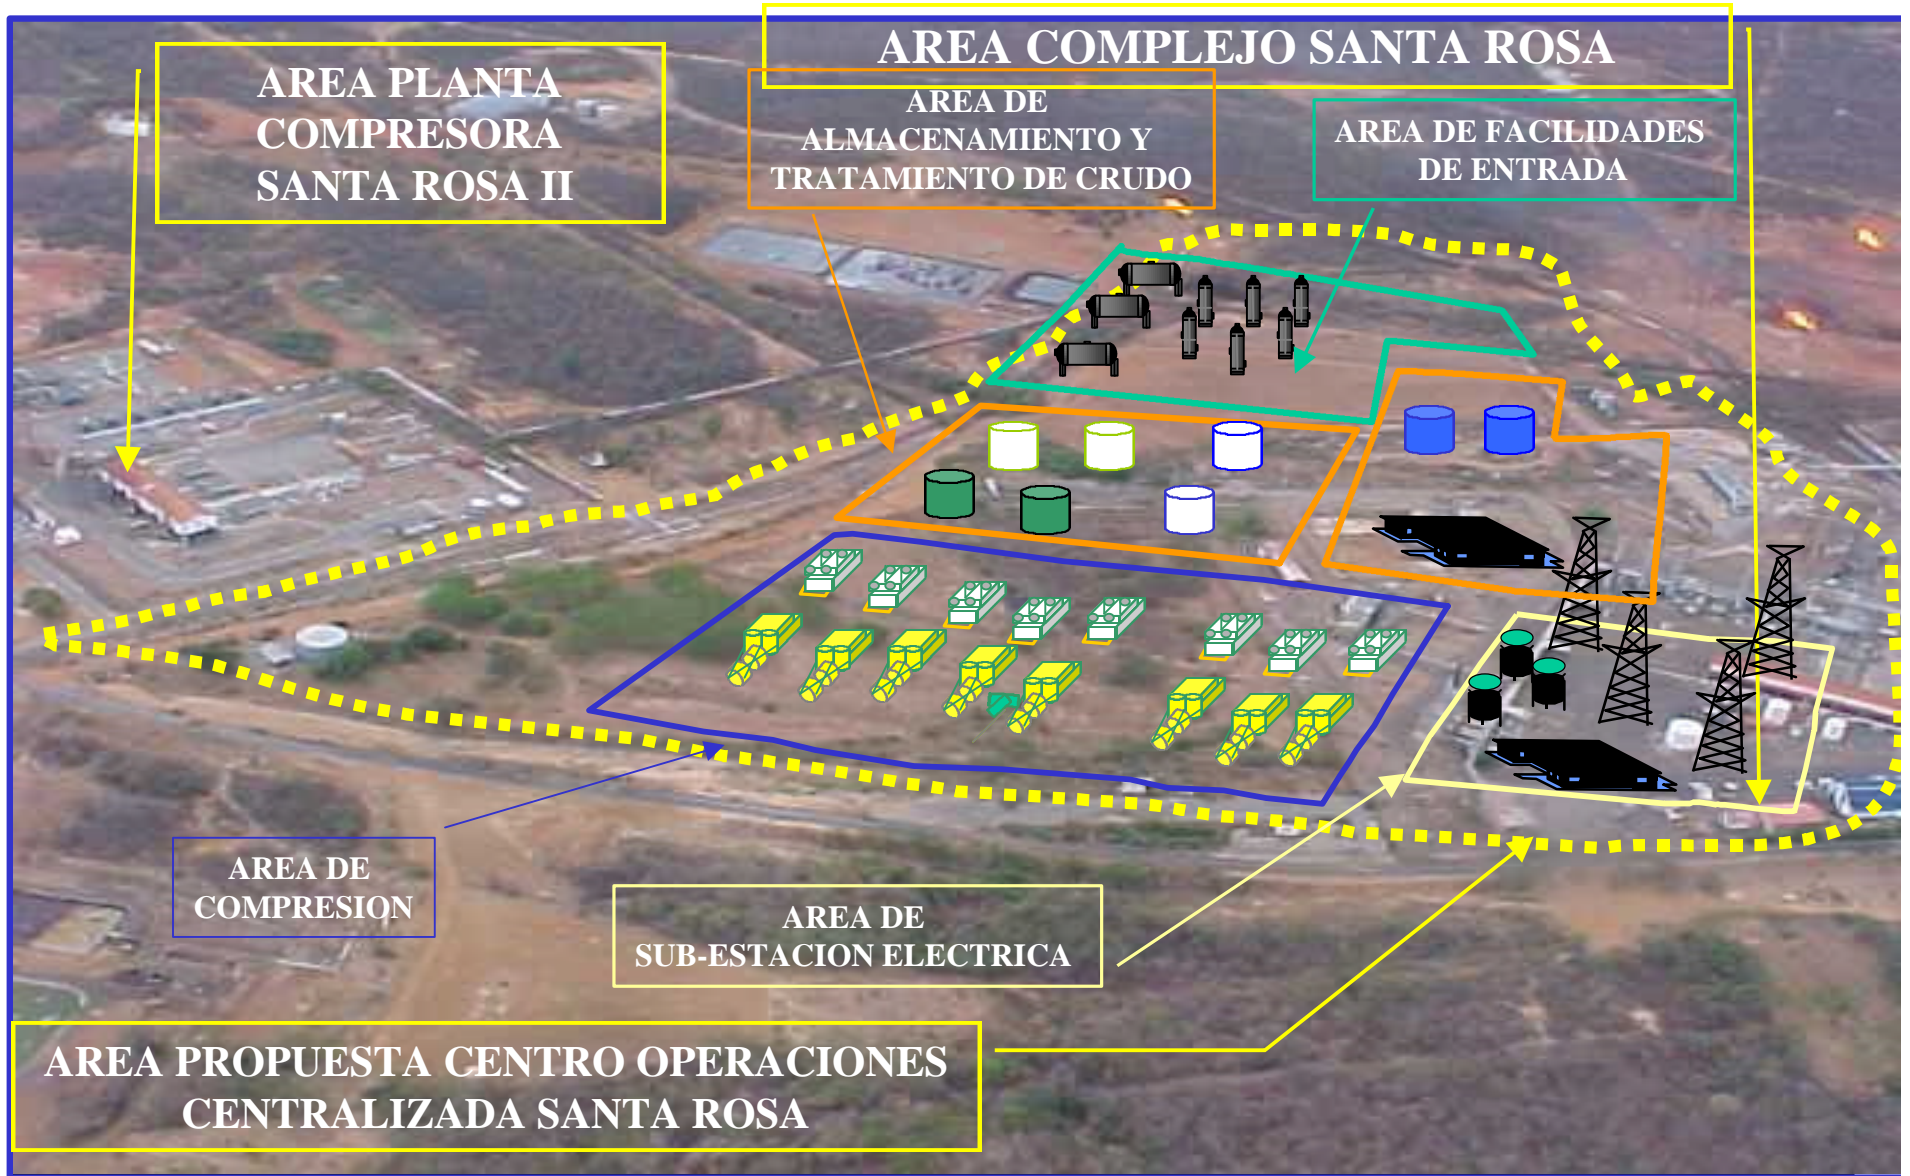 AREA COMPLEJO SANTA ROSA
AREA PLANTA
COMPRESORA
SANTA ROSA II
AREA DE
ALMACENAMIENTO Y
TRATAMIENTO DE CRUDO
AREA DE FACILIDADES
DE ENTRADA
AREA DE
COMPRESION
AREA DE
SUB-ESTACION ELECTRICA
AREA PROPUESTA CENTRO OPERACIONES
CENTRALIZADA SANTA ROSA